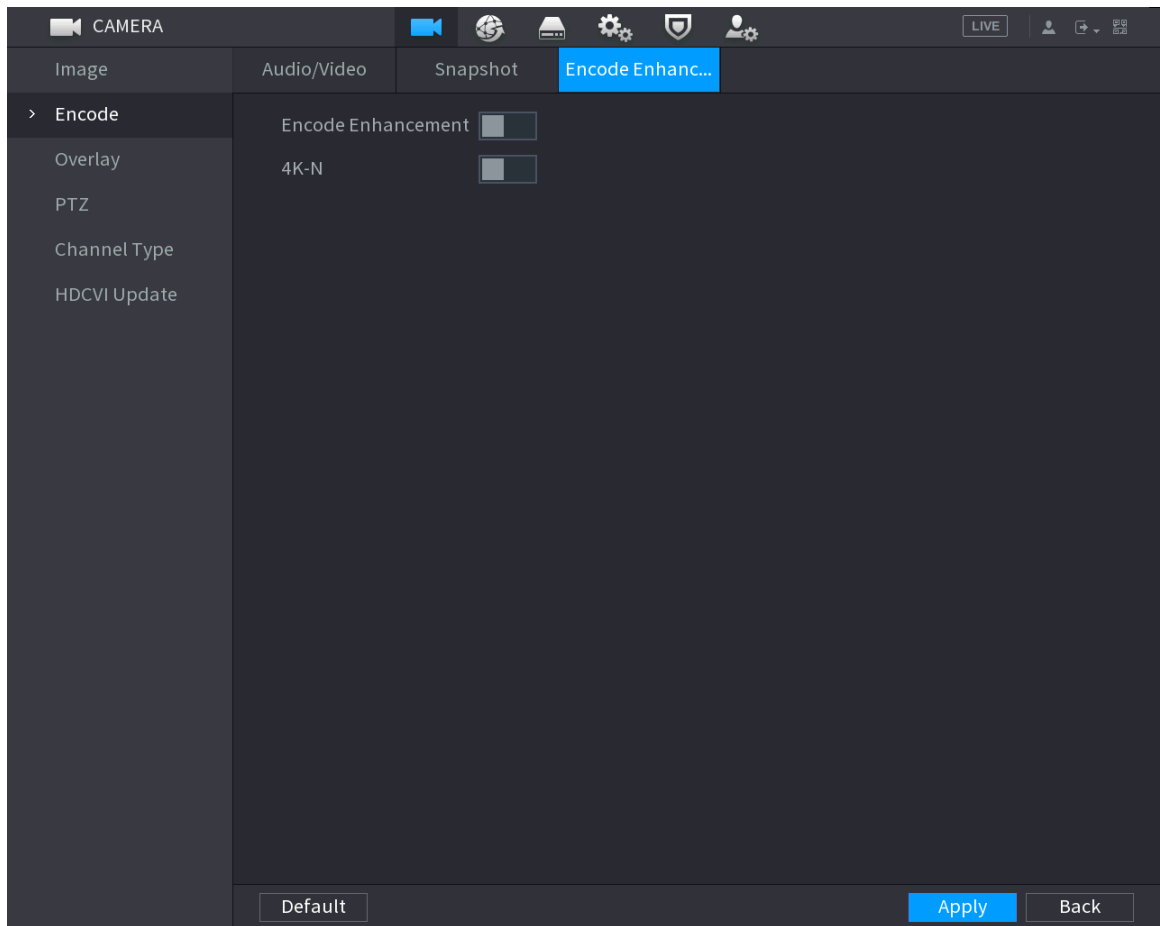 CAMERA
LIVE
Image
Encode
Overlay
PTZ
Channel Type
HDCVI Update
Audio/Video
Snapshot
Encode Enhanc...
Encode Enhancement
4K-N
Default
Apply
Back